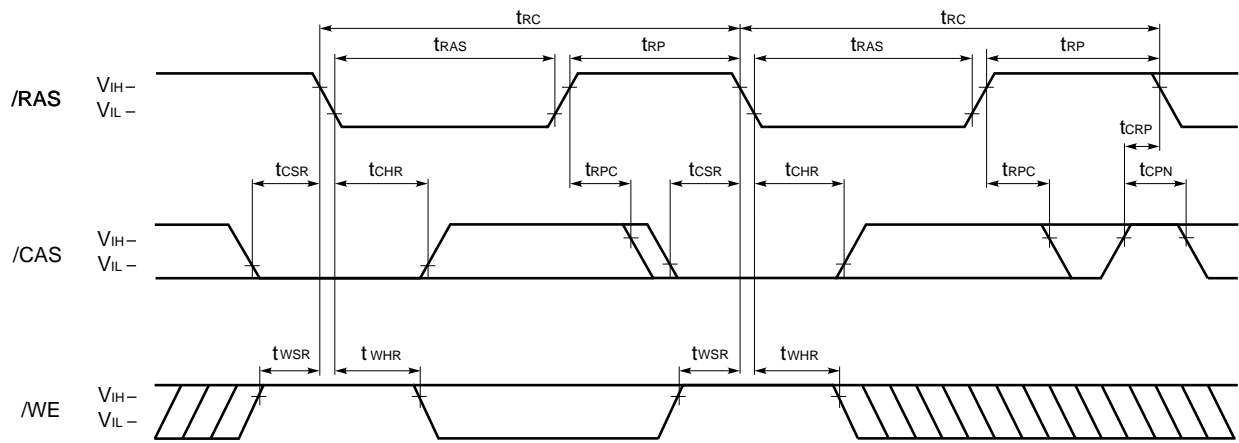 tRC tRC
tRAS tRP tRAS tRP
/RAS VIH –
VIL –
tCRP
tCSR tCHR tRPC tCSR tCHR tRPC tCPN
/CAS VIH –
VIL –
tWSR tWHR tWSR tWHR
/WE VIH –
VIL –